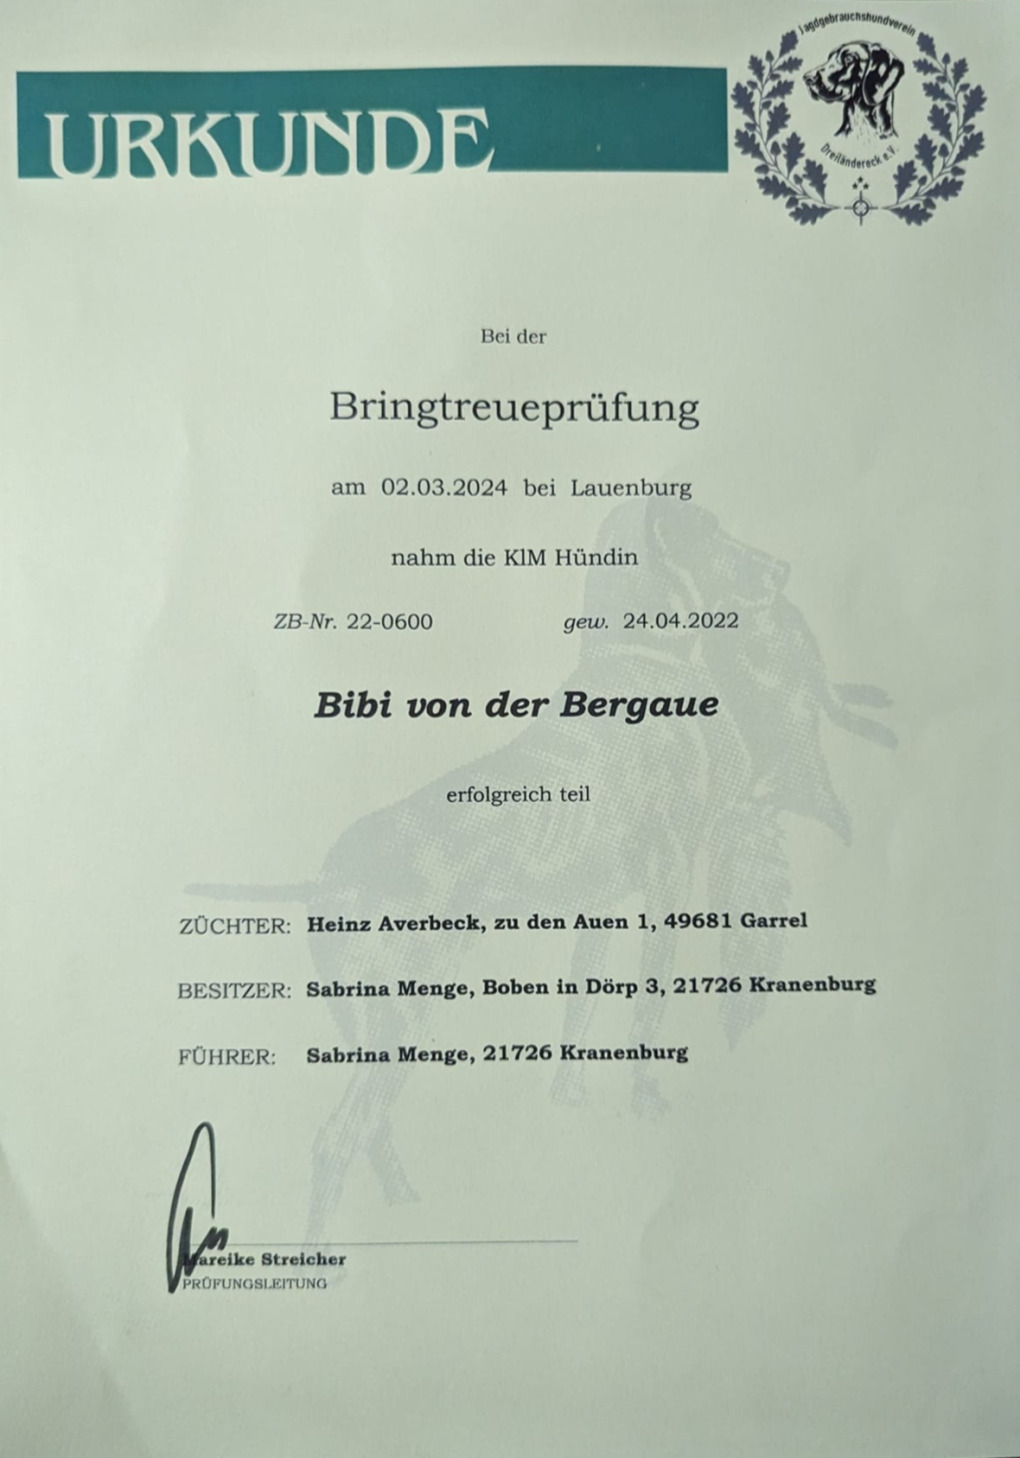 Jagdgebrauchshundverein
Dreiländereck e.V.
URKUNDE
Bei der
Bringtreueprüfung
am 02.03.2024 bei Lauenburg
nahm die KlM Hündin
ZB-Nr. 22-0600 gew. 24.04.2022
Bibi von der Bergaue
erfolgreich teil
ZÜCHTER: Heinz Averbeck, zu den Auen 1, 49681 Garrel
BESITZER: Sabrina Menge, Boben in Dörp 3, 21726 Kranenburg
FÜHRER: Sabrina Menge, 21726 Kranenburg
Mareike Streicher
PRÜFUNGSLEITUNG